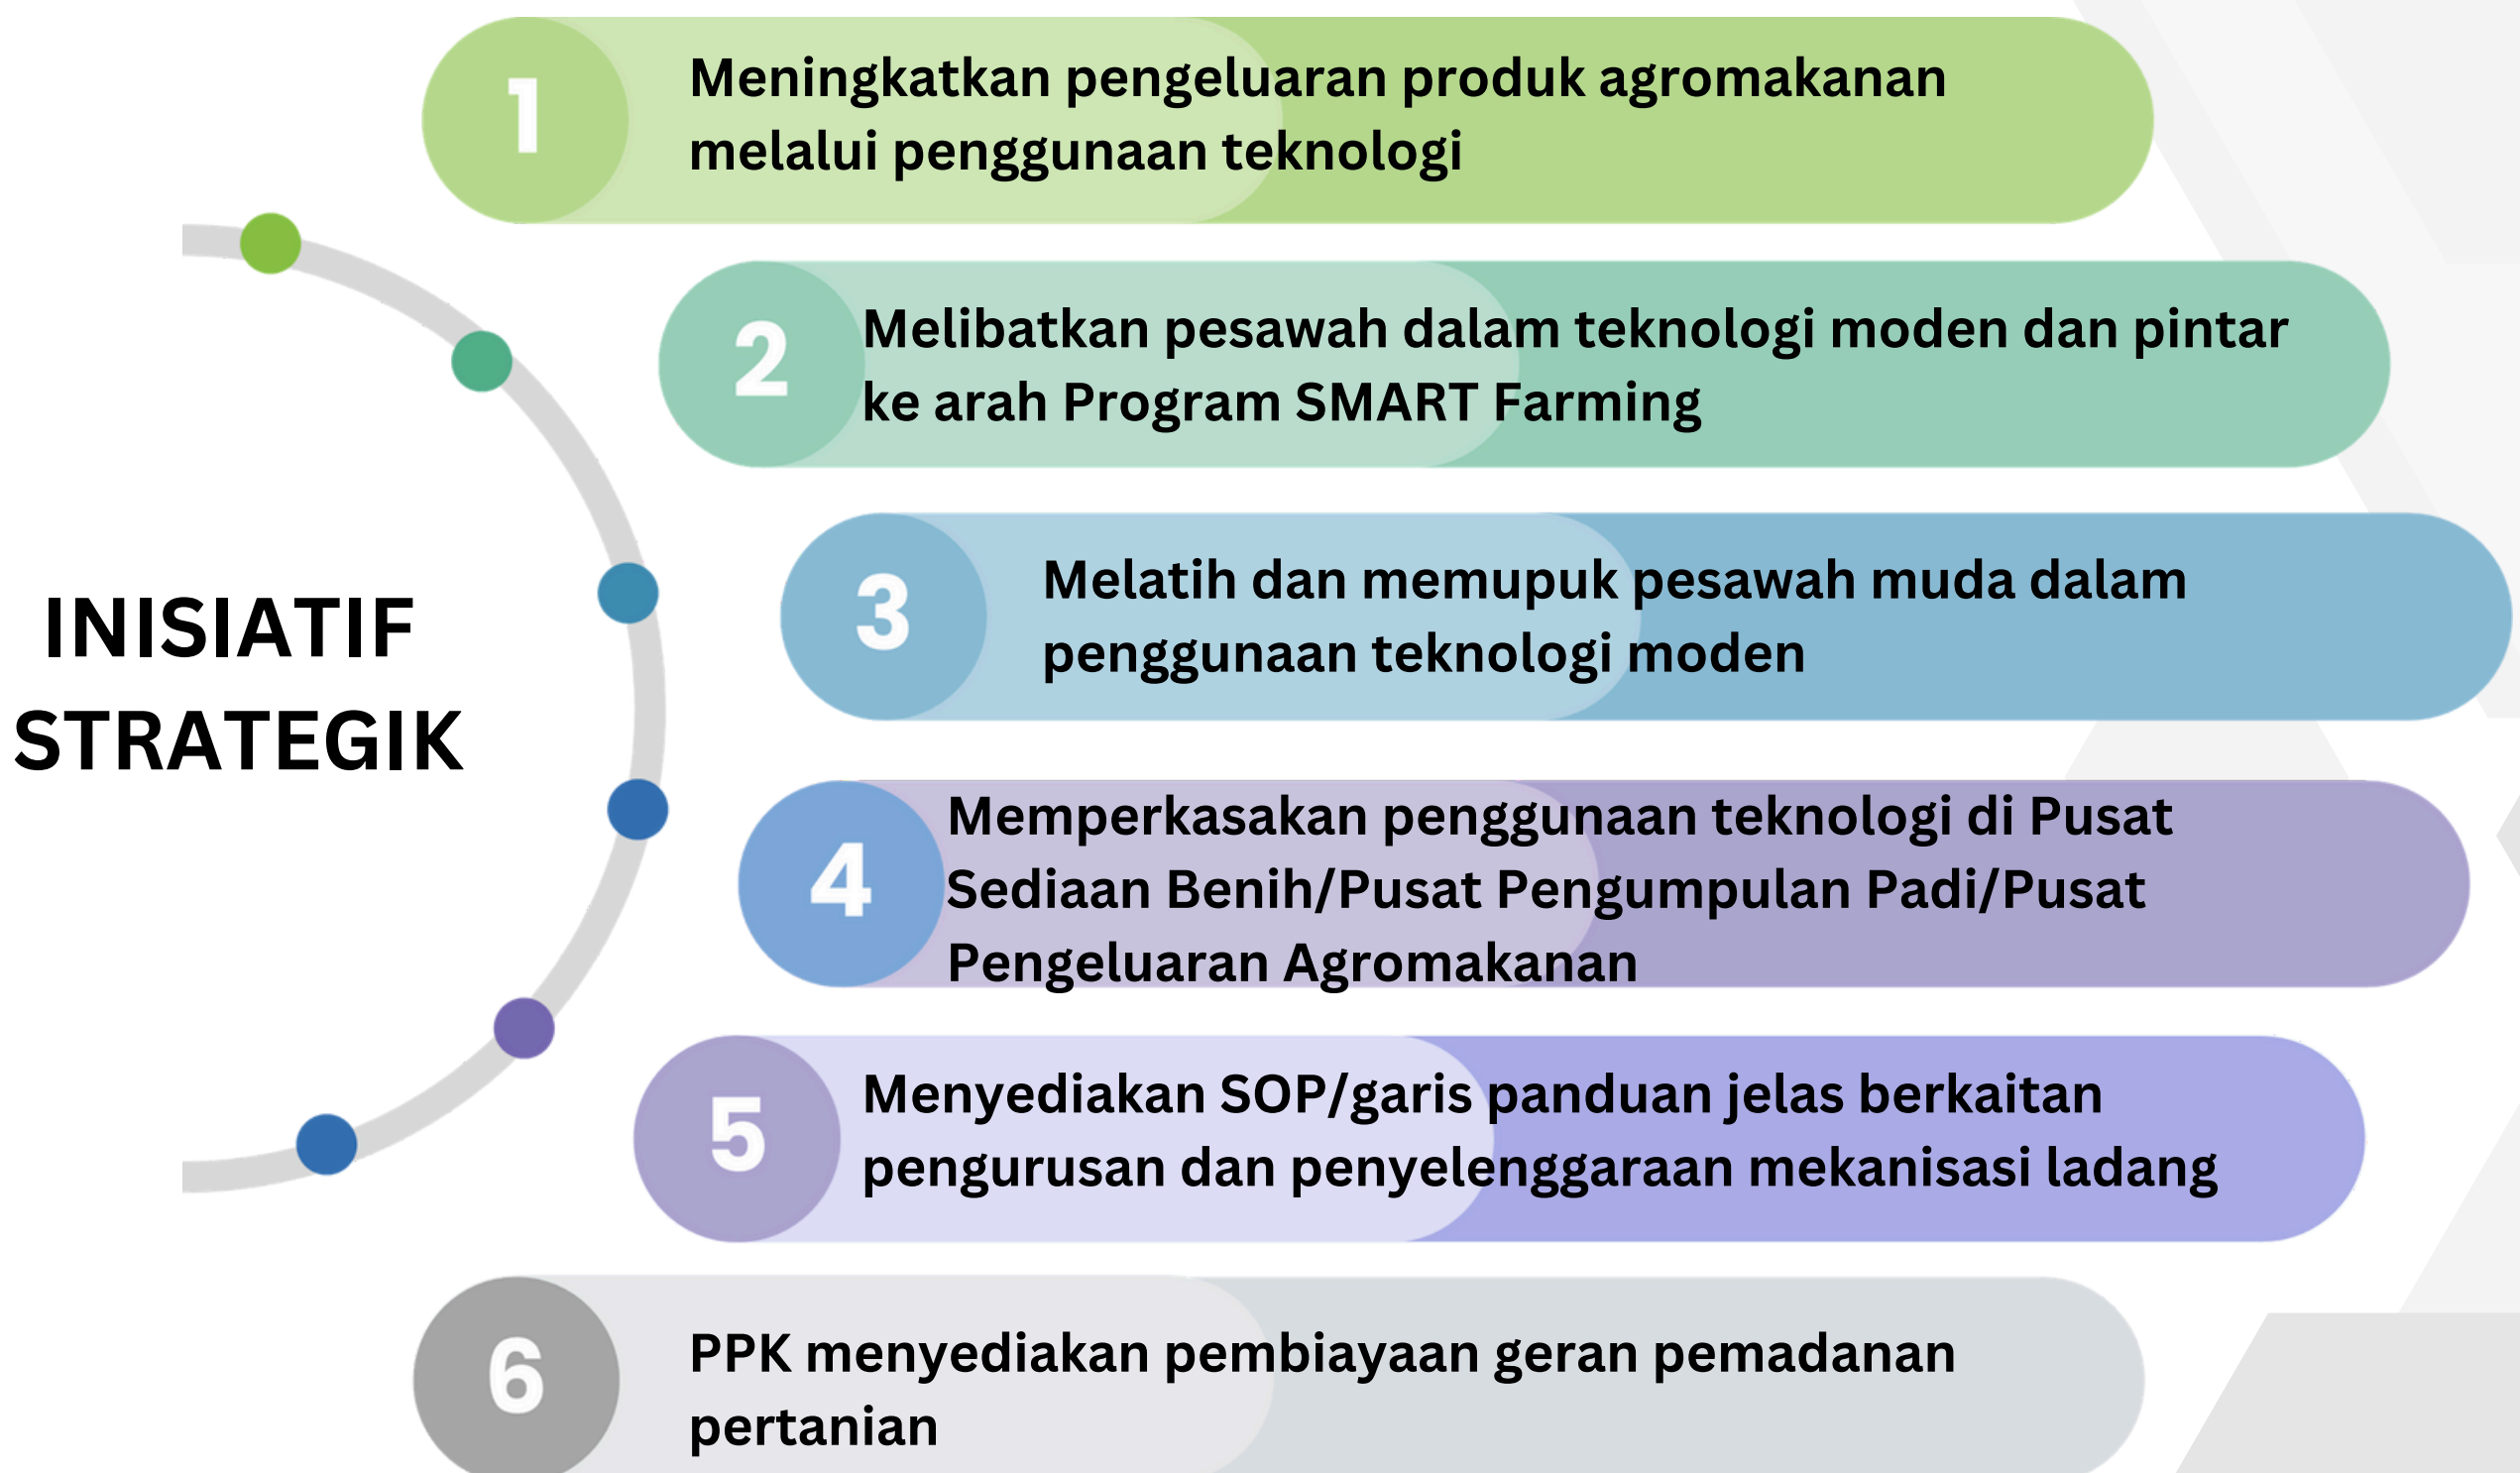 INISIATIF
STRATEGIK
1
Meningkatkan pengeluaran produk agromakanan
melalui penggunaan teknologi
2
Melibatkan pesawah dalam teknologi moden dan pintar
ke arah Program SMART Farming
3
Melatih dan memupuk pesawah muda dalam
penggunaan teknologi moden
4
Memperkasakan penggunaan teknologi di Pusat
Sediaan Benih/Pusat Pengumpulan Padi/Pusat
Pengeluaran Agromakanan
5
Menyediakan SOP/garis panduan jelas berkaitan
pengurusan dan penyelenggaraan mekanisasi ladang
6
PPK menyediakan pembiayaan geran pemadanan
pertanian